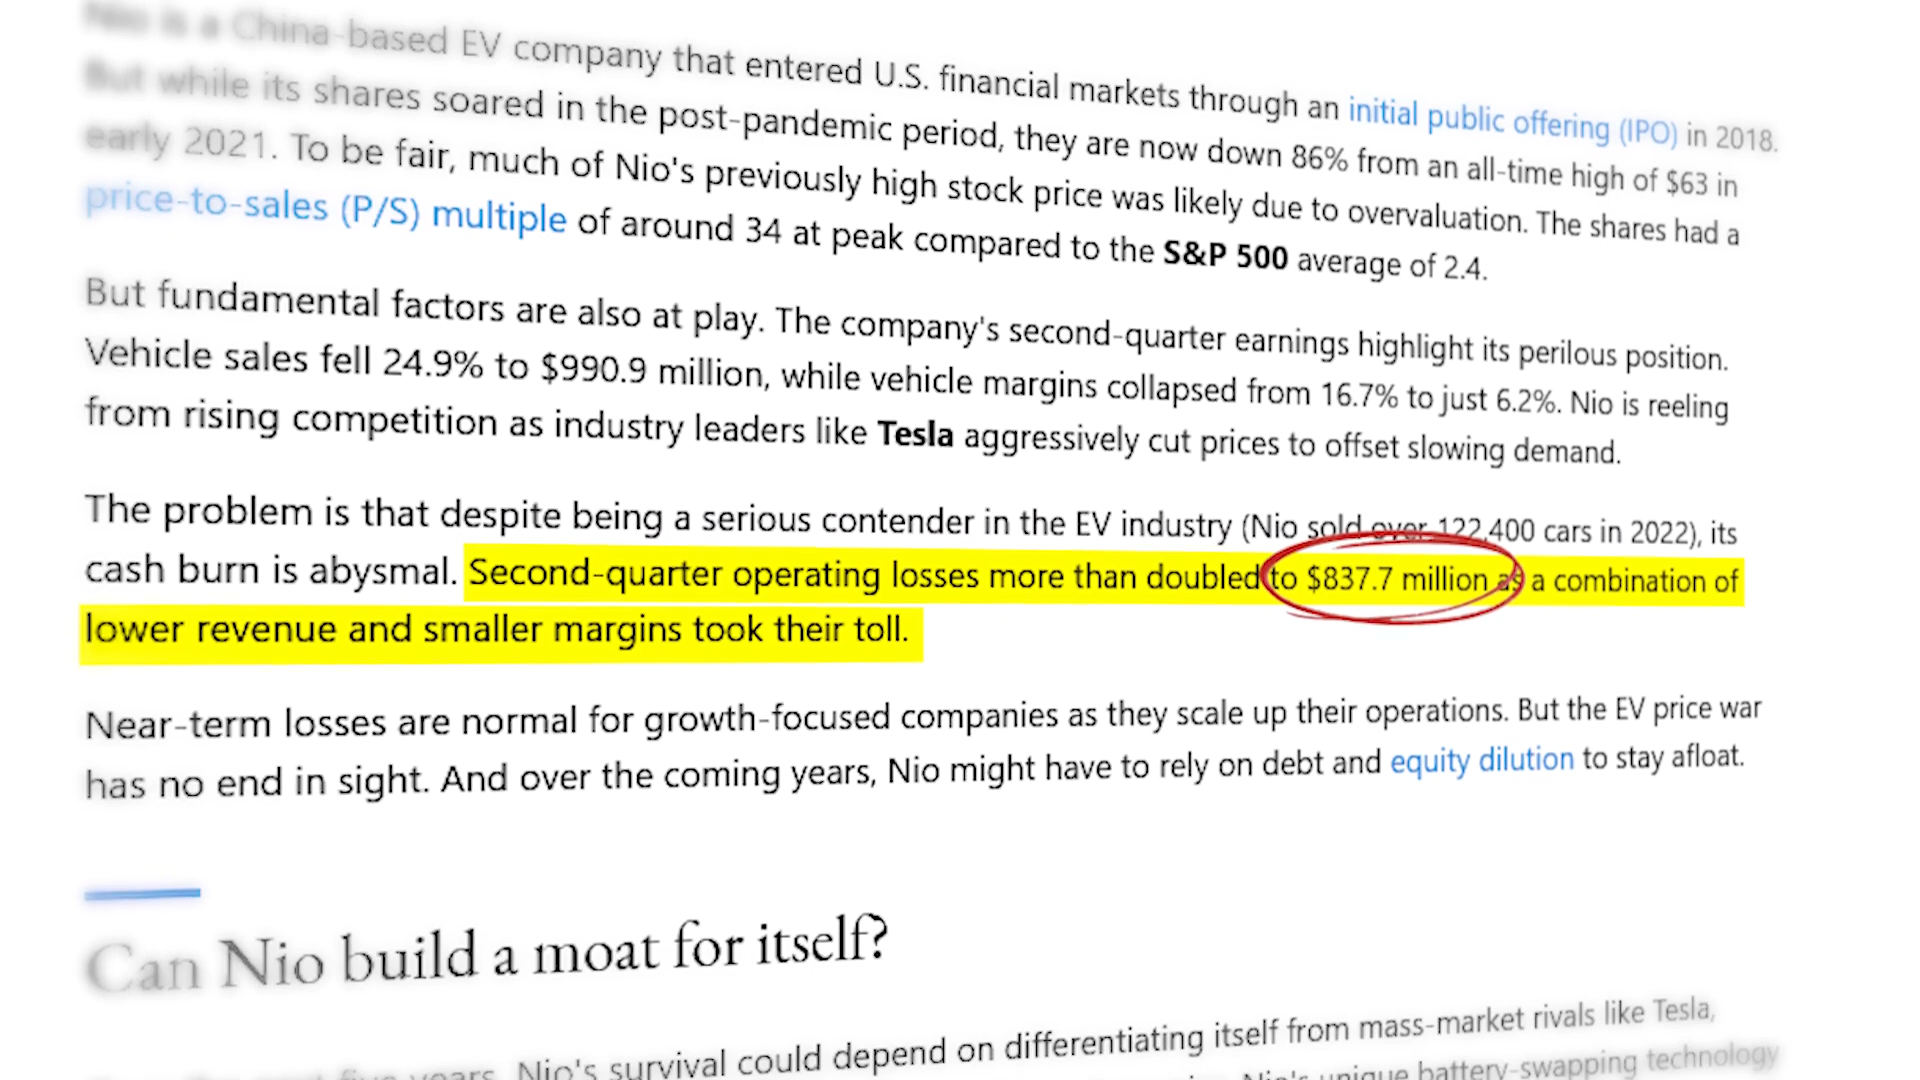 Nio is a China-based EV company that entered U.S. financial markets through an initial public offering (IPO) in 2018.
But while its shares soared in the post-pandemic period, they are now down 86% from an all-time high of $63 in
early 2021. To be fair, much of Nio's previously high stock price was likely due to overvaluation. The shares had a
price-to-sales (P/S) multiple of around 34 at peak compared to the S&P 500 average of 2.4.
But fundamental factors are also at play. The company's second-quarter earnings highlight its perilous position.
Vehicle sales fell 24.9% to $990.9 million, while vehicle margins collapsed from 16.7% to just 6.2%. Nio is reeling
from rising competition as industry leaders like Tesla aggressively cut prices to offset slowing demand.
The problem is that despite being a serious contender in the EV industry (Nio sold over 122,400 cars in 2022), its
cash burn is abysmal. Second-quarter operating losses more than doubled to $837.7 million as a combination of
lower revenue and smaller margins took their toll.
Near-term losses are normal for growth-focused companies as they scale up their operations. But the EV price war
has no end in sight. And over the coming years, Nio might have to rely on debt and equity dilution to stay afloat.
Can Nio build a moat for itself?
five years, Nio's survival could depend on differentiating itself from mass-market rivals like Tesla,
Nio's unique battery-swapping technology